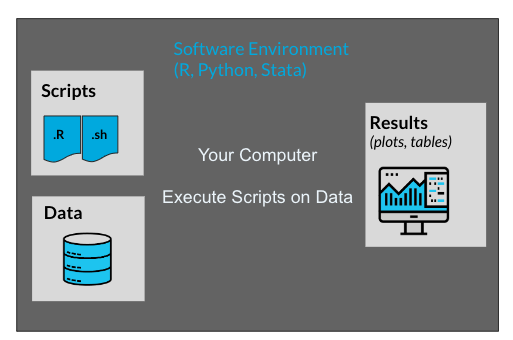 Software Environment
(R, Python, Stata)
Scripts
.R
.sh
Data
Your Computer
Execute Scripts on Data
Results
(plots, tables)